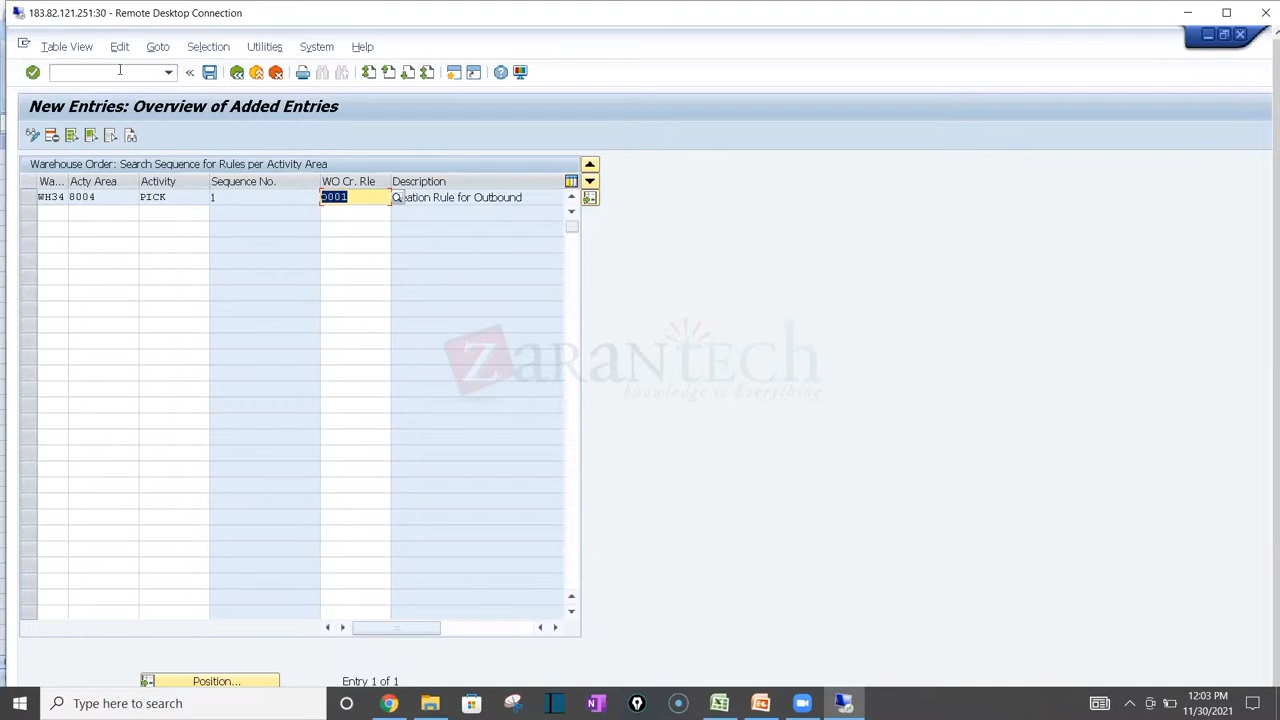 183.82.121.251:30 - Remote Desktop Connection
Table View Edit Goto Selection Utilities System Help
New Entries: Overview of Added Entries
Warehouse Order: Search Sequence for Rules per Activity Area
Wa... Acty Area Activity Sequence No. WO Cr. Rle Description
WH34 8004 PICK 1 O001 eation Rule for Outbound
ZaranTech
Knowledge is Everything
Position... Entry 1 of 1
Type here to search
12:03 PM
11/30/2021